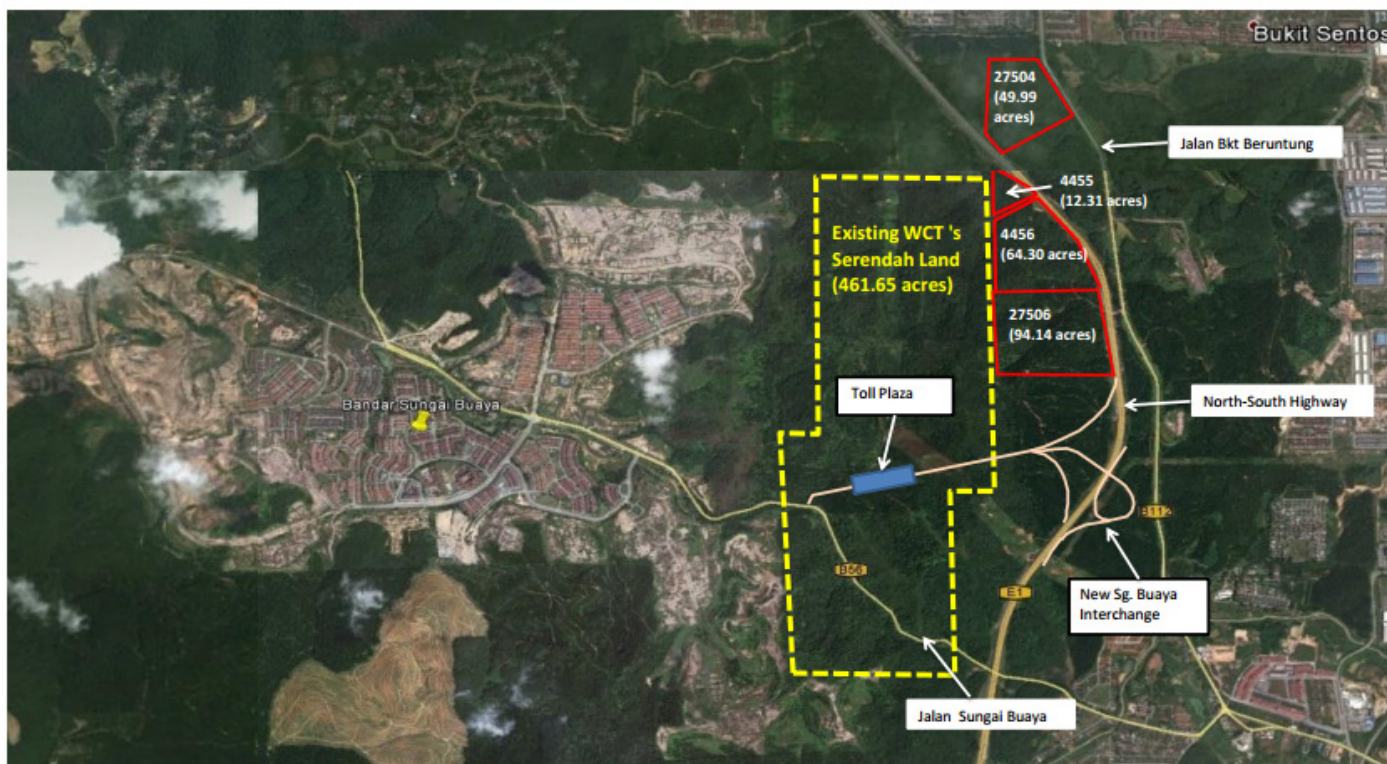 Bukit Sentos
27504
(49.99
acres)
Jalan Bkt Beruntung
4455
(12.31 acres)
Existing WCT 's
Serendah Land
(461.65 acres)
4456
(64.30 acres)
27506
(94.14 acres)
Toll Plaza
North-South Highway
Bandar Sungai Buaya
B112
B56
E1
New Sg. Buaya
Interchange
Jalan Sungai Buaya